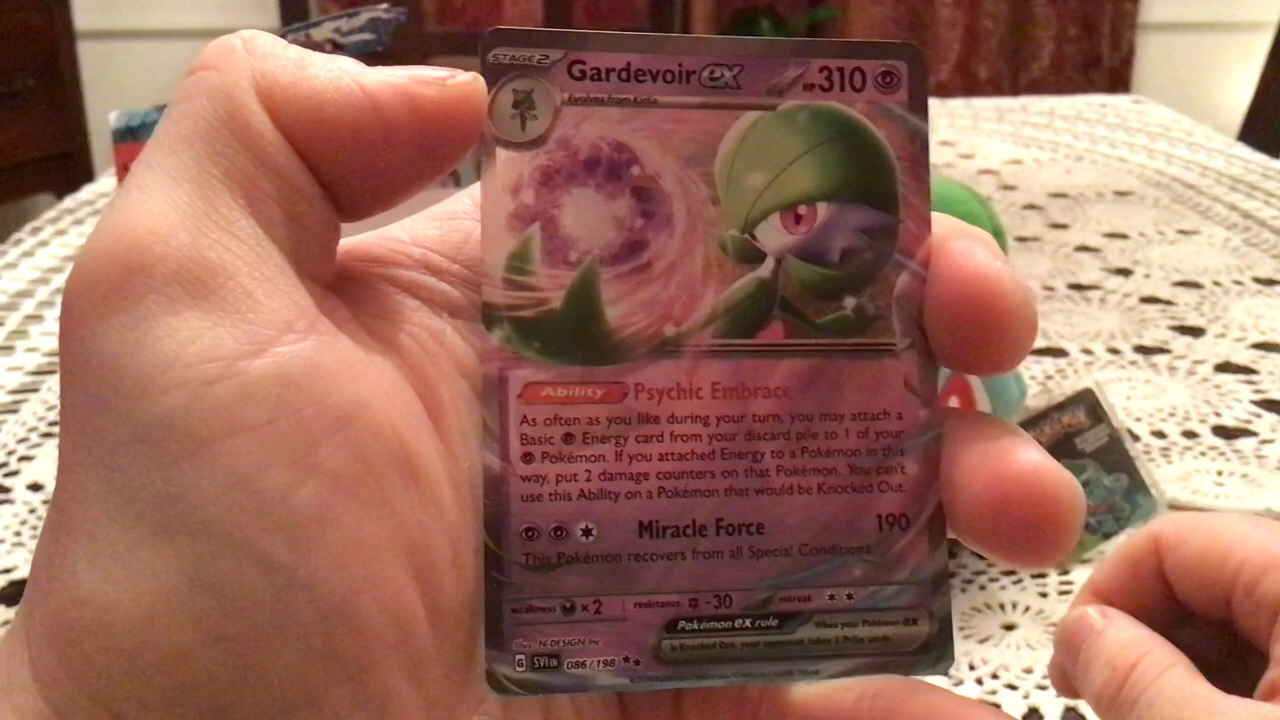 STAGE2 Gardevoir ex HP310
Evolves from Kirlia
Ability Psychic Embrace
As often as you like during your turn, you may attach a
Basic Energy card from your discard pile to 1 of your
Pokémon. If you attached Energy to a Pokémon in this
way, put 2 damage counters on that Pokémon. You can't
use this Ability on a Pokémon that would be Knocked Out.
Miracle Force 190
This Pokémon recovers from all Special Conditions.
weakness ×2 resistance -30 retreat
Pokémon ex rule When your Pokémon ex
is Knocked Out, your opponent takes 2 Prize cards.
Illus. N-DESIGN Inc.
G SVI EN 086/198